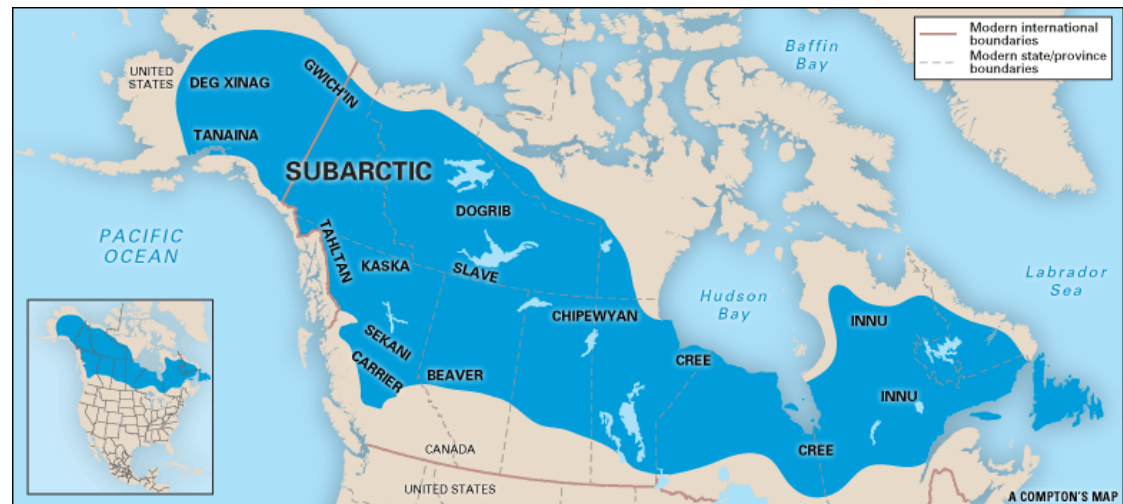 Modern international
boundaries
Modern state/province
boundaries
Baffin
Bay
UNITED
STATES
DEG XINAG
GWICH'IN
TANAINA
SUBARCTIC
DOGRIB
PACIFIC
OCEAN
TAHLTAN
KASKA
SLAVE
Labrador
Sea
Hudson
Bay
CHIPEWYAN
INNU
SEKANI
CARRIER
BEAVER
CREE
INNU
CANADA
CREE
UNITED STATES
A COMPTON'S MAP